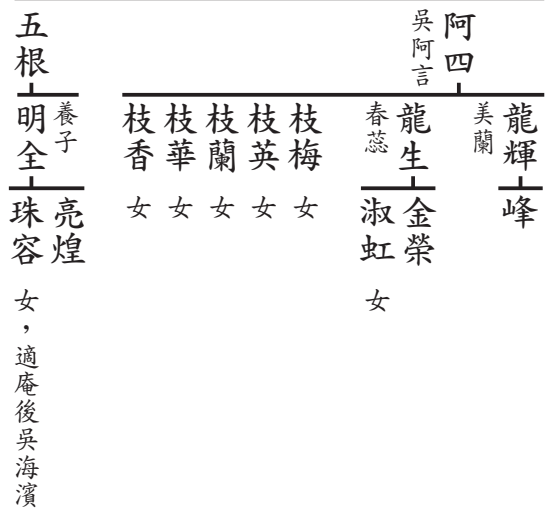 阿四
吳阿言
龍輝
美蘭
峰
龍生
春蕊
金榮
淑虹 女
枝梅 女
枝英 女
枝蘭 女
枝華 女
枝香 女
五根
明全
養子
亮煌
珠容 女，適庵後吳海濱